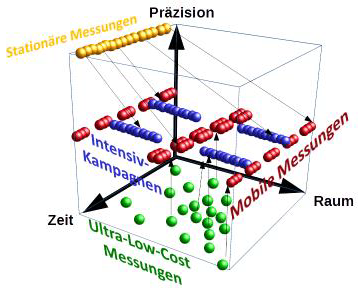 Präzision
Stationäre Messungen
Intensiv-
Kampagnen
Mobile Messungen
Raum
Zeit
Ultra-Low-Cost
Messungen